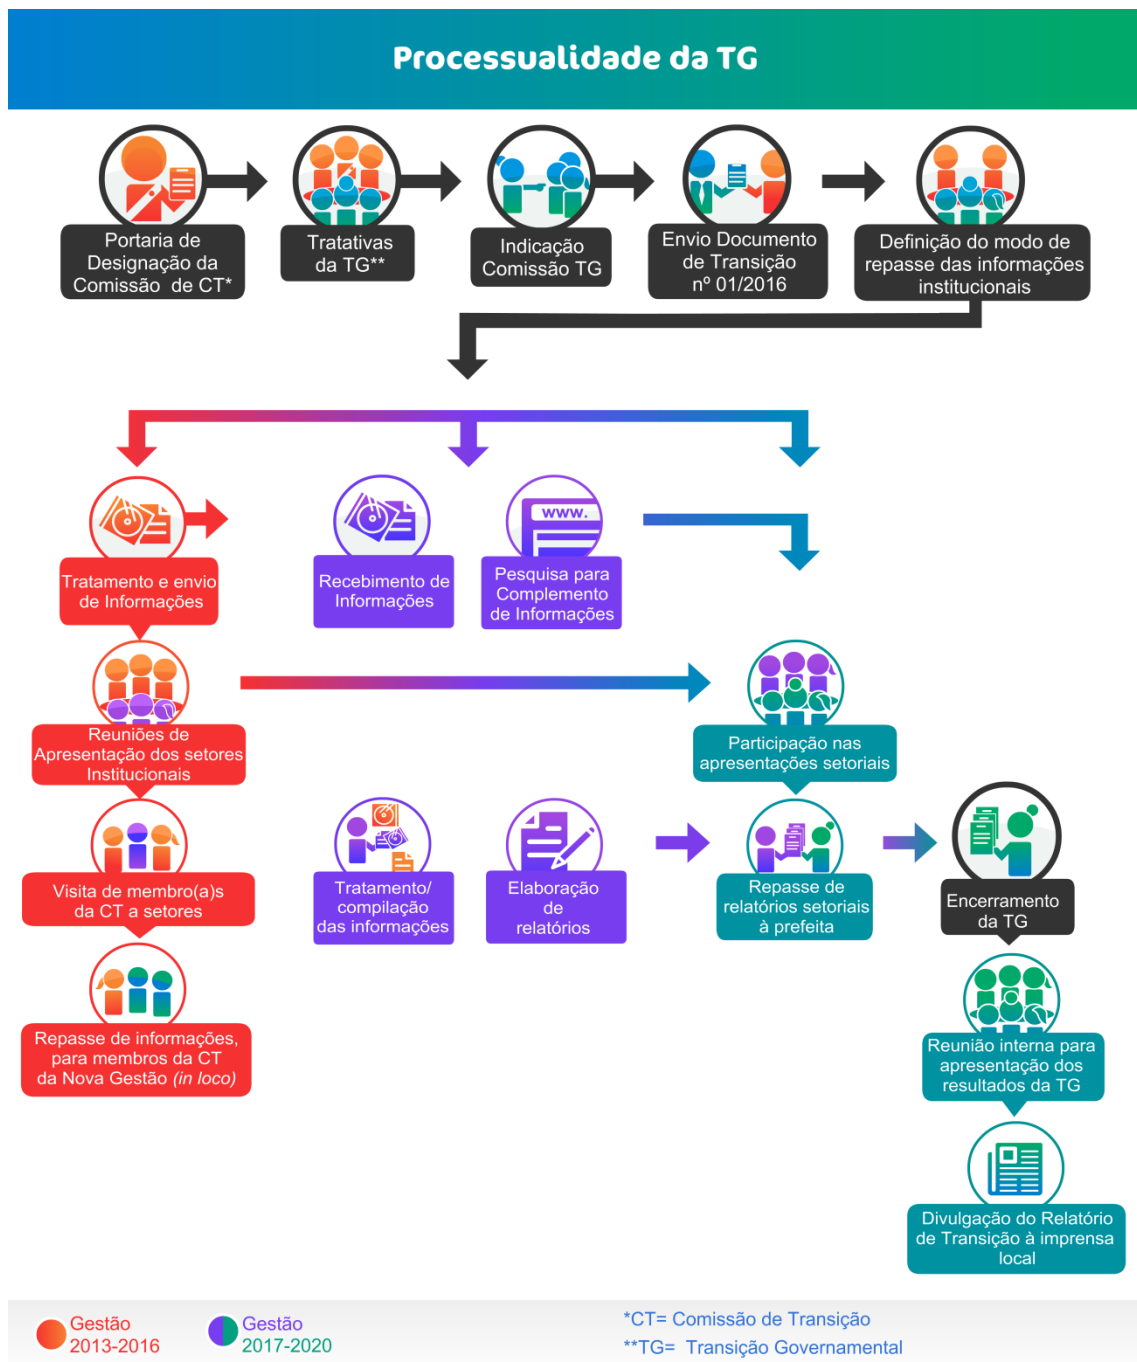 Processualidade da TG
Portaria de
Designação da
Comissão de CT*
Tratativas
da TG**
Indicação
Comissão TG
Envio Documento
de Transição
nº 01/2016
Definição do modo de
repasse das informações
institucionais
Tratamento e envio
de Informações
Recebimento de
Informações
www.
Pesquisa para
Complemento
de Informações
Reuniões de
Apresentação dos setores
Institucionais
Participação nas
apresentações setoriais
Visita de membro(a)s
da CT a setores
Tratamento/
compilação
das informações
Elaboração
de
relatórios
Repasse de
relatórios setoriais
à prefeita
Encerramento
da TG
Repasse de informações,
para membros da CT
da Nova Gestão (in loco)
Reunião interna para
apresentação dos
resultados da TG
Divulgação do Relatório
de Transição à imprensa
local
Gestão
2013-2016
Gestão
2017-2020
*CT= Comissão de Transição
**TG= Transição Governamental